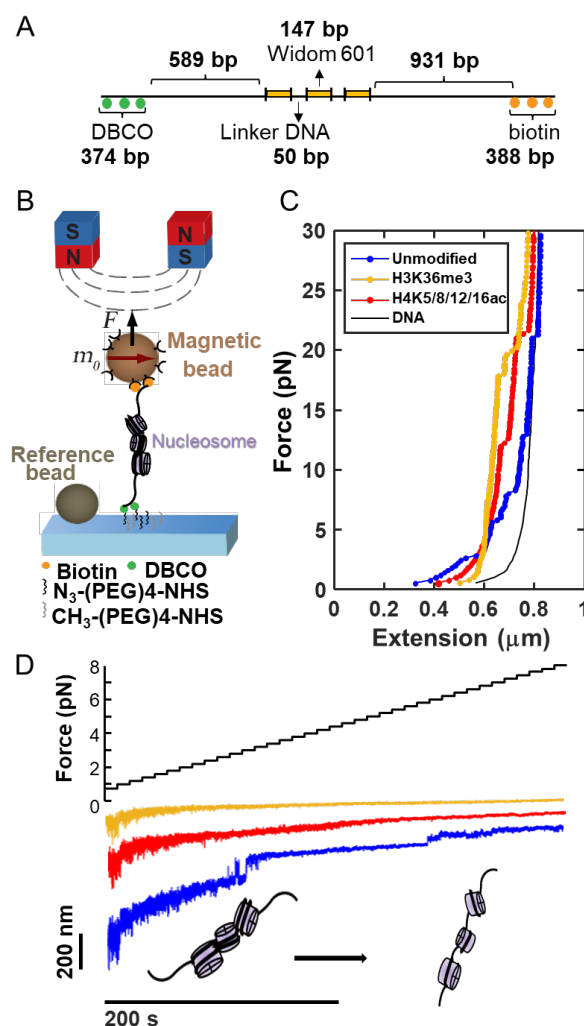 A
147 bp
589 bp
Widom 601
931 bp
DBCO
Linker DNA
biotin
374 bp
50 bp
388 bp
B
S
N
N
S
F
m₀
Magnetic
bead
Nucleosome
Reference
bead
Biotin
DBCO
N₃-(PEG)4-NHS
CH₃-(PEG)4-NHS
C
30
25
20
15
10
5
0
Force (pN)
Unmodified
H3K36me3
H4K5/8/12/16ac
DNA
0
0.2
0.4
0.6
0.8
1
Extension (μm)
D
8
6
4
2
0
Force (pN)
200 nm
200 s